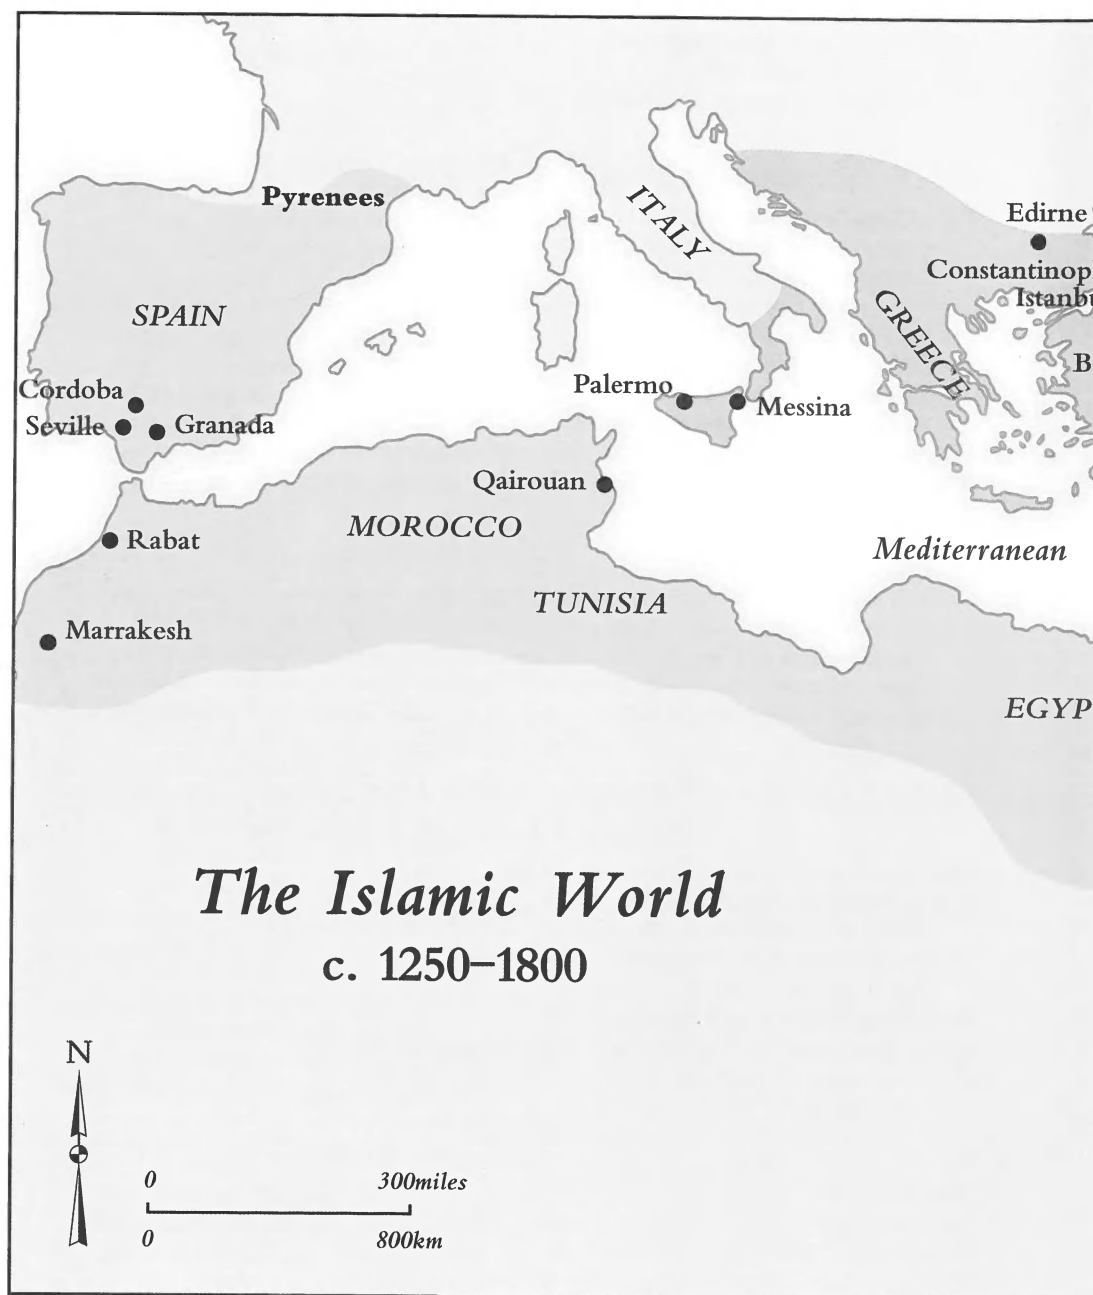 Pyrenees
ITALY
Edirne
SPAIN
Constantinop
Istanbu
GREECE
B
Cordoba
Seville
Granada
Palermo
Messina
Qairouan
MOROCCO
Rabat
Mediterranean
TUNISIA
Marrakesh
EGYP
The Islamic World
c. 1250–1800
N
0 300miles
0 800km